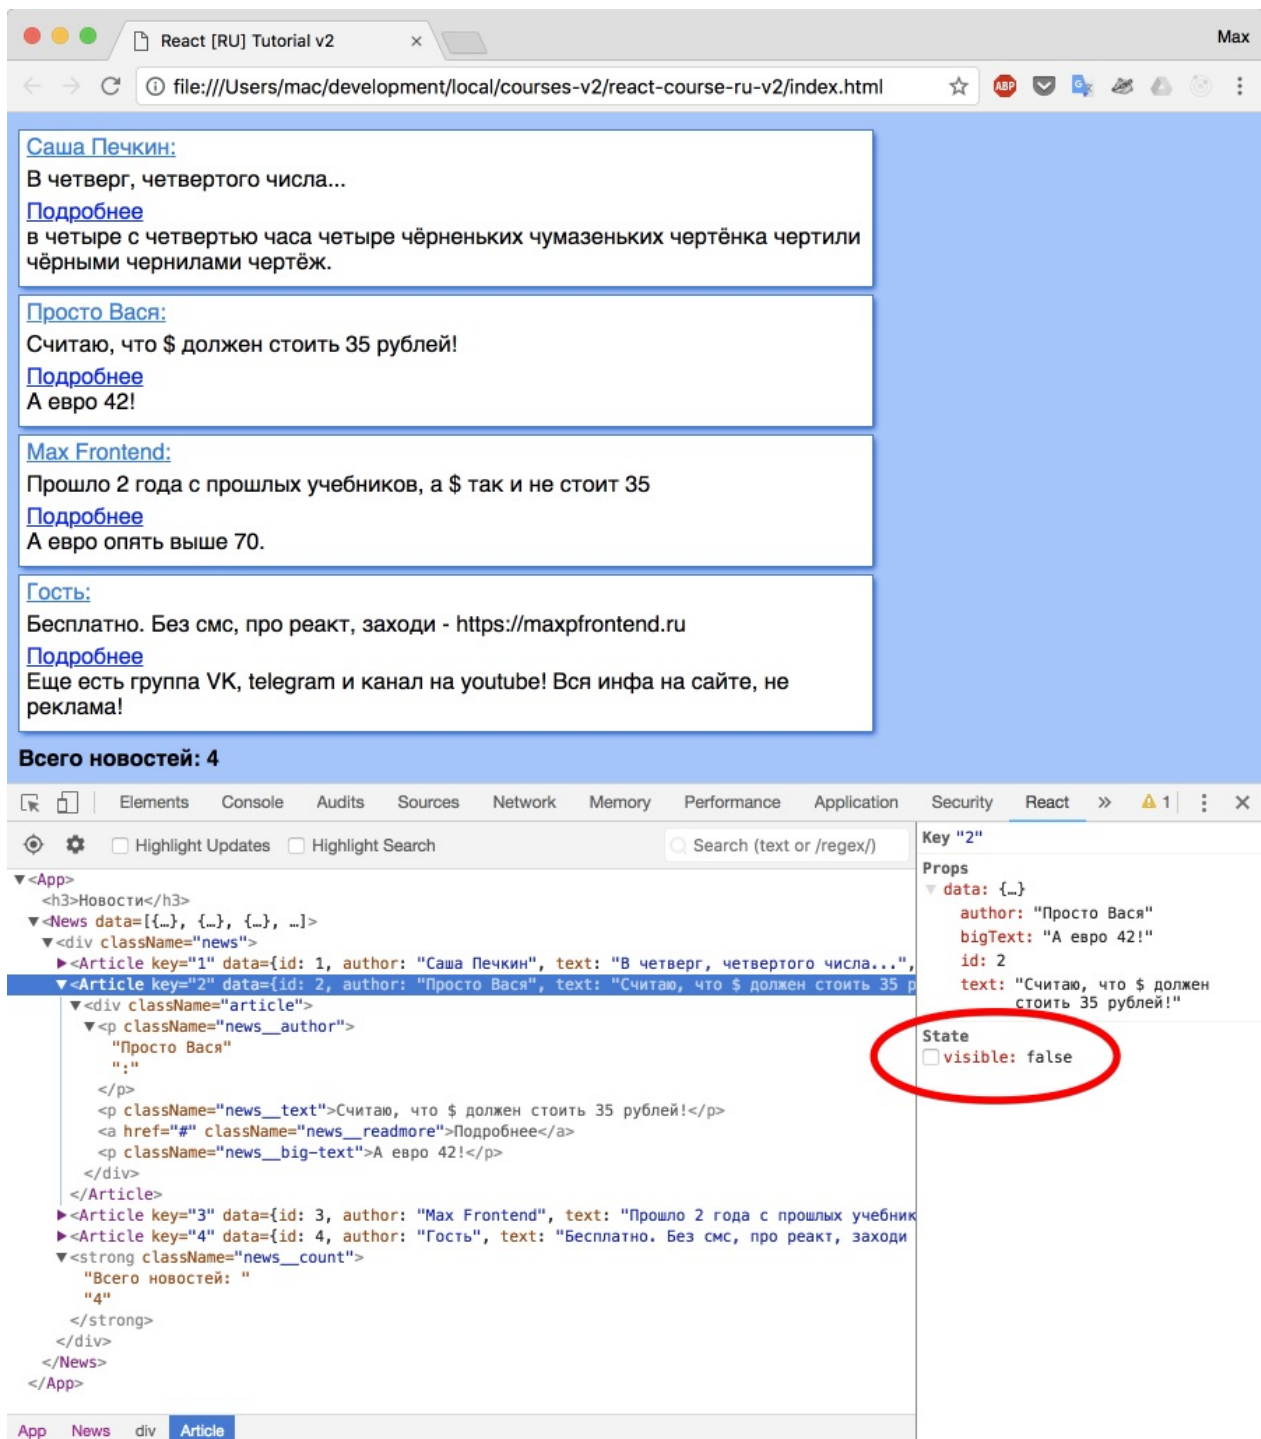 React [RU] Tutorial v2
Max
file:///Users/mac/development/local/courses-v2/react-course-ru-v2/index.html
ABP
Саша Печкин:
В четверг, четвертого числа...
Подробнее
в четыре с четвертью часа четыре чёрненьких чумазеньких чертёнка чертили
чёрными чернилами чертёж.
Просто Вася:
Считаю, что $ должен стоить 35 рублей!
Подробнее
А евро 42!
Max Frontend:
Прошло 2 года с прошлых учебников, а $ так и не стоит 35
Подробнее
А евро опять выше 70.
Гость:
Бесплатно. Без смс, про реакт, заходи - https://maxpfrontend.ru
Подробнее
Еще есть группа VK, telegram и канал на youtube! Вся инфа на сайте, не
реклама!
Всего новостей: 4
Elements Console Audits Sources Network Memory Performance Application Security React » 1
Highlight Updates Highlight Search Search (text or /regex/)
<App>
<h3>Новости</h3>
<News data=[{…}, {…}, {…}, …]>
<div className="news">
<Article key="1" data={id: 1, author: "Саша Печкин", text: "В четверг, четвертого числа...",
<Article key="2" data={id: 2, author: "Просто Вася", text: "Считаю, что $ должен стоить 35 р
<div className="article">
<p className="news__author">
"Просто Вася"
":"
</p>
<p className="news__text">Считаю, что $ должен стоить 35 рублей!</p>
<a href="#" className="news__readmore">Подробнее</a>
<p className="news__big-text">А евро 42!</p>
</div>
</Article>
<Article key="3" data={id: 3, author: "Max Frontend", text: "Прошло 2 года с прошлых учебник
<Article key="4" data={id: 4, author: "Гость", text: "Бесплатно. Без смс, про реакт, заходи
<strong className="news__count">
"Всего новостей: "
"4"
</strong>
</div>
</News>
</App>
App News div Article
Key "2"
Props
data: {…}
author: "Просто Вася"
bigText: "А евро 42!"
id: 2
text: "Считаю, что $ должен
стоить 35 рублей!"
State
visible: false